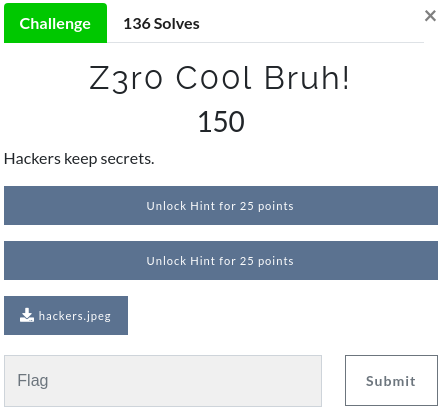 Challenge 136 Solves ×
Z3r0 C00l Bruh!
150
Hackers keep secrets.
Unlock Hint for 25 points
Unlock Hint for 25 points
hackers.jpeg
Flag Submit